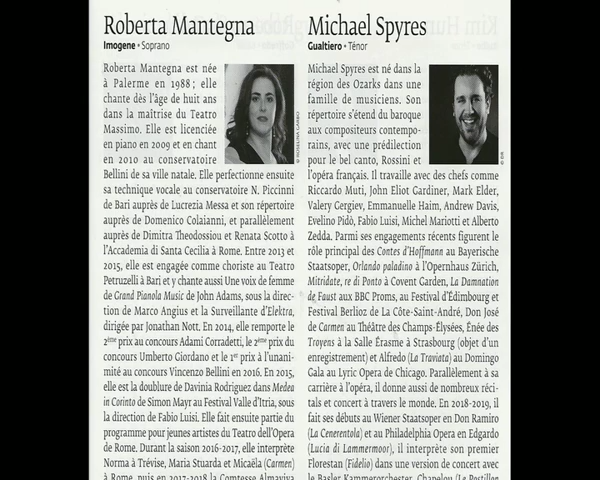 Roberta Mantegna
Imogene • Soprano
Roberta Mantegna est née
à Palerme en 1988 ; elle
chante dès l'âge de huit ans
dans la maîtrise du Teatro
Massimo. Elle est licenciée
en piano en 2009 et en chant
en 2010 au conservatoire
Bellini de sa ville natale. Elle perfectionne ensuite
sa technique vocale au conservatoire N. Piccinni
de Bari auprès de Lucrezia Messa et son répertoire
auprès de Domenico Colaianni, et parallèlement
auprès de Dimitra Theodossiou et Renata Scotto à
l'Accademia di Santa Cecilia à Rome. Entre 2013 et
2015, elle est engagée comme choriste au Teatro
Petruzelli à Bari et y chante aussi Une voix de femme
de Grand Pianola Music de John Adams, sous la direc-
tion de Marco Angius et la Surveillante d'Elektra,
dirigée par Jonathan Nott. En 2014, elle remporte le
2ème prix au concours Adami Corradetti, le 2ème prix du
concours Umberto Giordano et le 1er prix à l'unani-
mité au concours Vincenzo Bellini en 2016. En 2015,
elle est la doublure de Davinia Rodriguez dans Medea
in Corinto de Simon Mayr au Festival Valle d'Itria, sous
la direction de Fabio Luisi. Elle fait ensuite partie du
programme pour jeunes artistes du Teatro dell'Opera
de Rome. Durant la saison 2016-2017, elle interprète
Norma à Trévise, Maria Stuarda et Micaëla (Carmen)
à Rome, puis en 2017-2018 la Comtesse Almaviva
© ROSELINA GARBO
Michael Spyres
Gualtiero • Ténor
Michael Spyres est né dans la
région des Ozarks dans une
famille de musiciens. Son
répertoire s'étend du baroque
aux compositeurs contempo-
rains, avec une prédilection
pour le bel canto, Rossini et
l'opéra français. Il travaille avec des chefs comme
Riccardo Muti, John Eliot Gardiner, Mark Elder,
Valery Gergiev, Emmanuelle Haim, Andrew Davis,
Evelino Pidò, Fabio Luisi, Michel Mariotti et Alberto
Zedda. Parmi ses engagements récents figurent le
rôle principal des Contes d'Hoffmann au Bayerische
Staatsoper, Orlando paladino à l'Opernhaus Zürich,
Mitridate, re di Ponto à Covent Garden, La Damnation
de Faust aux BBC Proms, au Festival d'Édimbourg et
Festival Berlioz de La Côte-Saint-André, Don José
de Carmen au Théâtre des Champs-Élysées, Énée des
Troyens à la Salle Érasme à Strasbourg (objet d'un
enregistrement) et Alfredo (La Traviata) au Domingo
Gala au Lyric Opera de Chicago. Parallèlement à sa
carrière à l'opéra, il donne aussi de nombreux réci-
tals et concert à travers le monde. En 2018-2019, il
fait ses débuts au Wiener Staatsoper en Don Ramiro
(La Cenerentola) et au Philadelphia Opera en Edgardo
(Lucia di Lammermoor), il interprète son premier
Florestan (Fidelio) dans une version de concert avec
le Basler Kammerorchester, Chapelou (Le Postillon